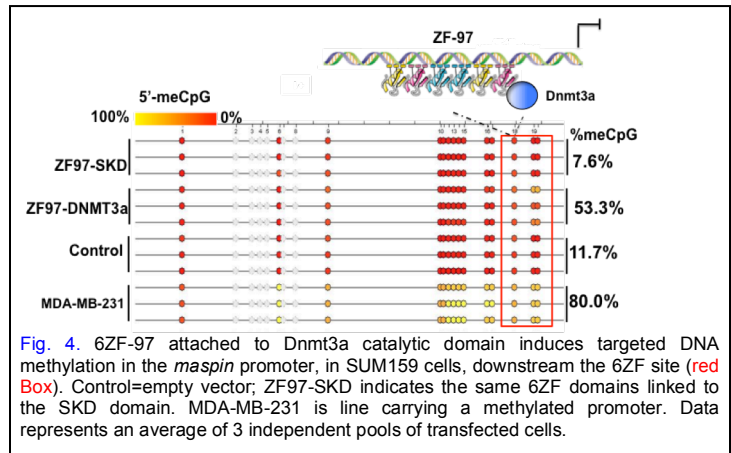 ZF-97
Dnmt3a
5'-meCpG
100% 0%
%meCpG
ZF97-SKD 7.6%
ZF97-DNMT3a 53.3%
Control 11.7%
MDA-MB-231 80.0%
Fig. 4. 6ZF-97 attached to Dnmt3a catalytic domain induces targeted DNA
methylation in the maspin promoter, in SUM159 cells, downstream the 6ZF site (red
Box). Control=empty vector; ZF97-SKD indicates the same 6ZF domains linked to
the SKD domain. MDA-MB-231 is line carrying a methylated promoter. Data
represents an average of 3 independent pools of transfected cells.